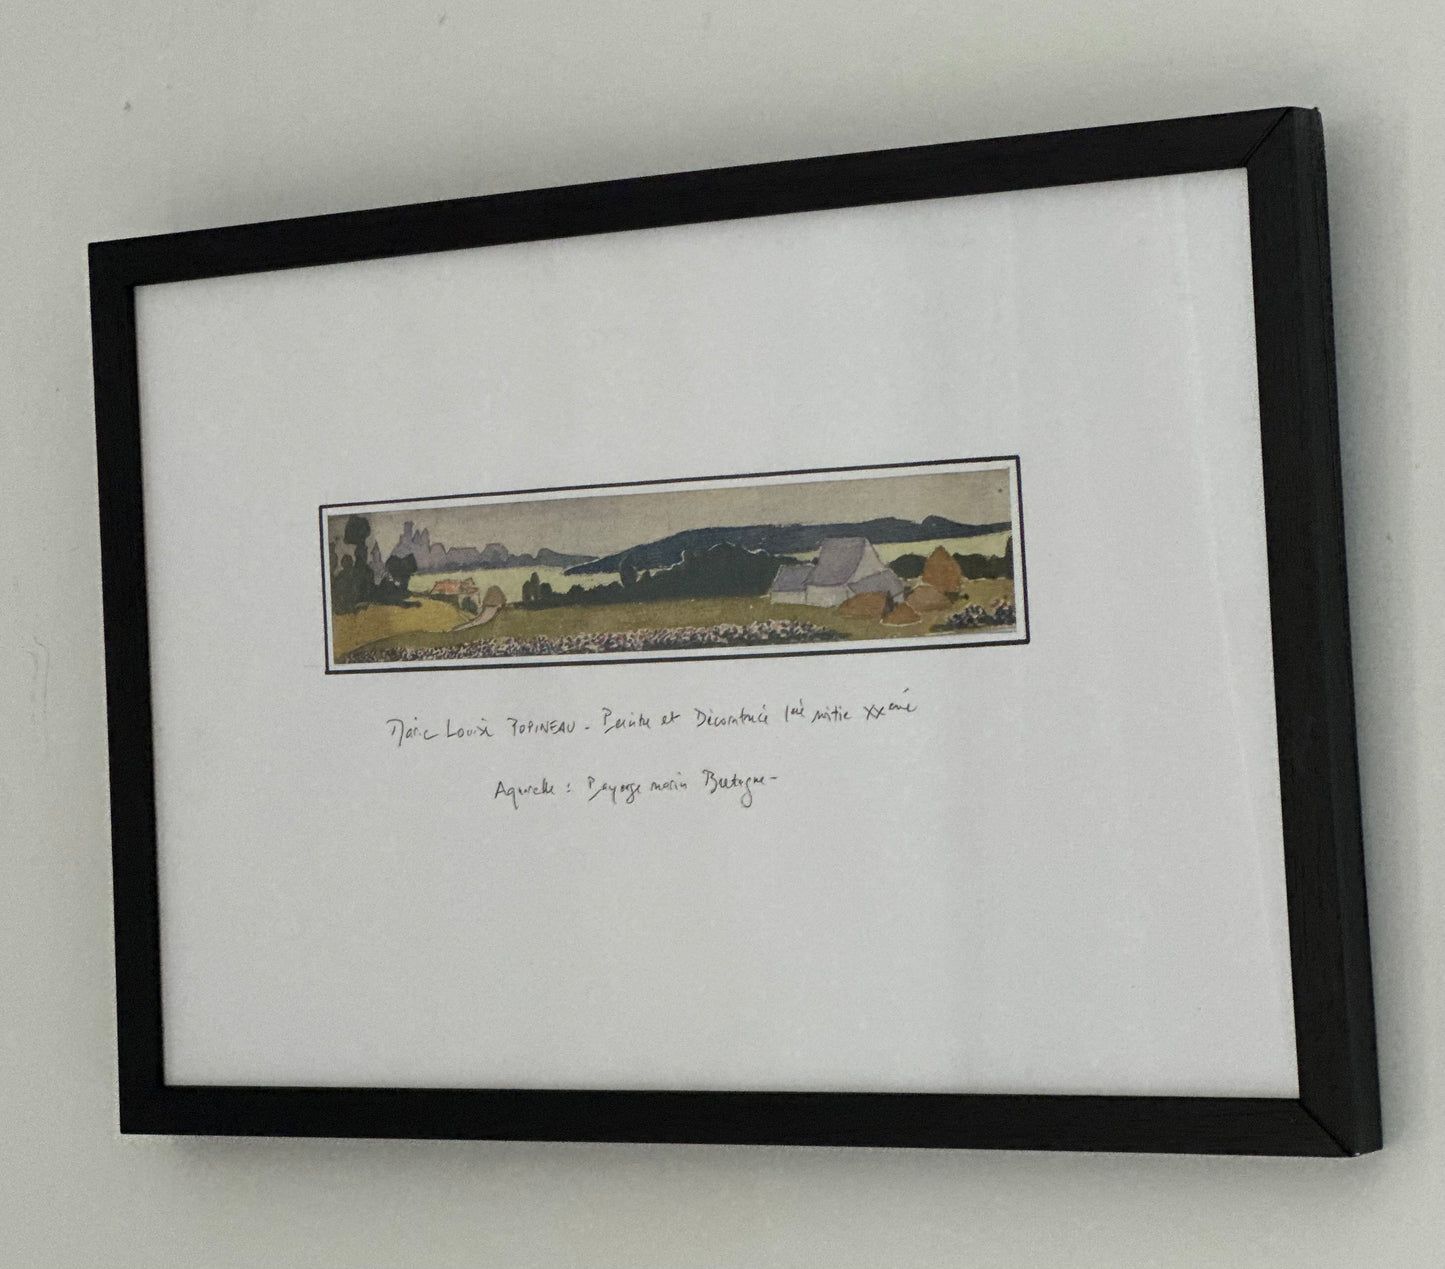 Marie Louise POPINEAU - Peintre et Décoratrice 1ère moitié XXème
Aquarelle : Paysage marin Bretagne -